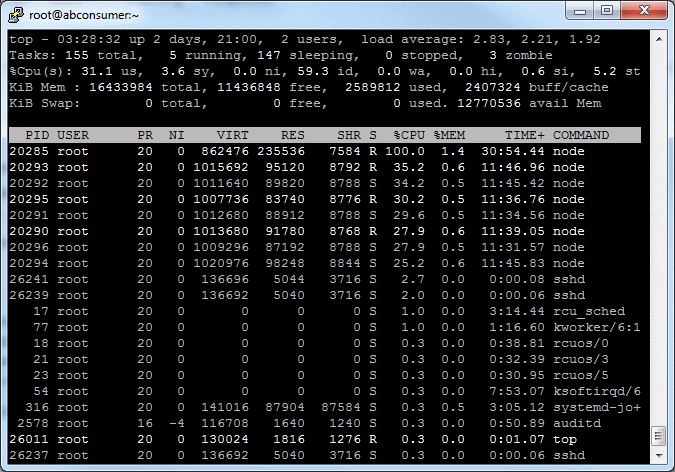 root@abconsumer:~
top - 03:28:32 up 2 days, 21:00,  2 users,  load average: 2.83, 2.21, 1.92
Tasks: 155 total,   5 running, 147 sleeping,   0 stopped,   3 zombie
%Cpu(s): 31.1 us,  3.6 sy,  0.0 ni, 59.3 id,  0.0 wa,  0.0 hi,  0.6 si,  5.2 st
KiB Mem : 16433984 total, 11436848 free,  2589812 used,  2407324 buff/cache
KiB Swap:        0 total,        0 free,        0 used. 12770536 avail Mem
  PID USER      PR  NI    VIRT    RES    SHR S  %CPU %MEM     TIME+ COMMAND
20285 root      20   0  862476 235536   7584 R 100.0  1.4  30:54.44 node
20293 root      20   0 1015692  95120   8792 R  35.2  0.6  11:46.96 node
20292 root      20   0 1011640  89820   8788 S  34.2  0.5  11:45.42 node
20295 root      20   0 1007736  83740   8776 R  30.2  0.5  11:36.76 node
20291 root      20   0 1012680  88912   8788 S  29.6  0.5  11:34.56 node
20290 root      20   0 1013680  91780   8768 R  27.9  0.6  11:39.05 node
20296 root      20   0 1009296  87192   8788 S  27.9  0.5  11:31.57 node
20294 root      20   0 1020976  98248   8844 S  25.2  0.6  11:45.83 node
26241 root      20   0  136696   5044   3716 S   2.7  0.0   0:00.08 sshd
26239 root      20   0  136692   5040   3716 S   2.0  0.0   0:00.06 sshd
   17 root      20   0       0      0      0 S   1.0  0.0   3:14.44 rcu_sched
   77 root      20   0       0      0      0 S   1.0  0.0   1:16.60 kworker/6:1
   18 root      20   0       0      0      0 S   0.3  0.0   0:38.81 rcuos/0
   21 root      20   0       0      0      0 S   0.3  0.0   0:32.39 rcuos/3
   23 root      20   0       0      0      0 S   0.3  0.0   0:30.95 rcuos/5
   54 root      20   0       0      0      0 S   0.3  0.0   7:53.07 ksoftirqd/6
  316 root      20   0  141016  87904  87584 S   0.3  0.5   3:05.12 systemd-jo+
 2578 root      16  -4  116708   1640   1240 S   0.3  0.0   0:50.89 auditd
26011 root      20   0  130024   1816   1276 R   0.3  0.0   0:01.07 top
26237 root      20   0  136692   5040   3716 S   0.3  0.0   0:00.06 sshd